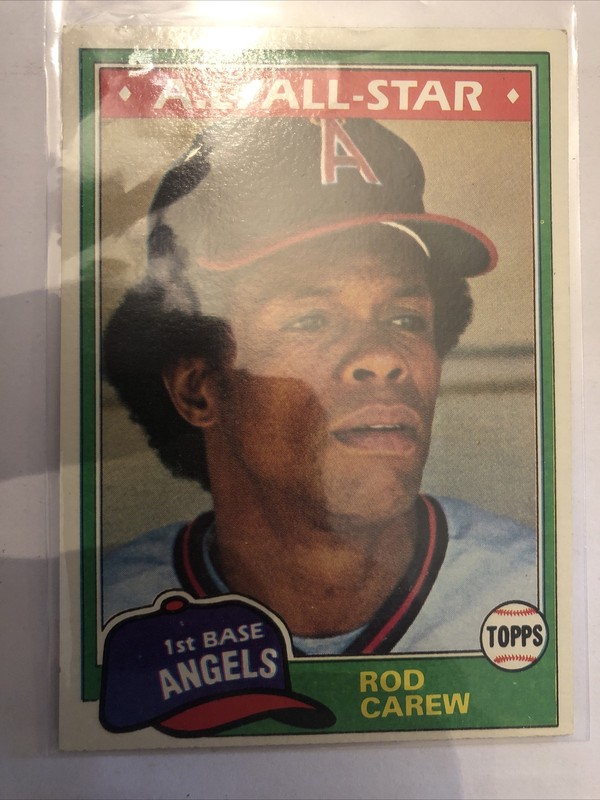 A.L. ALL-STAR
A
1st BASE
ANGELS
TOPPS
ROD
CAREW